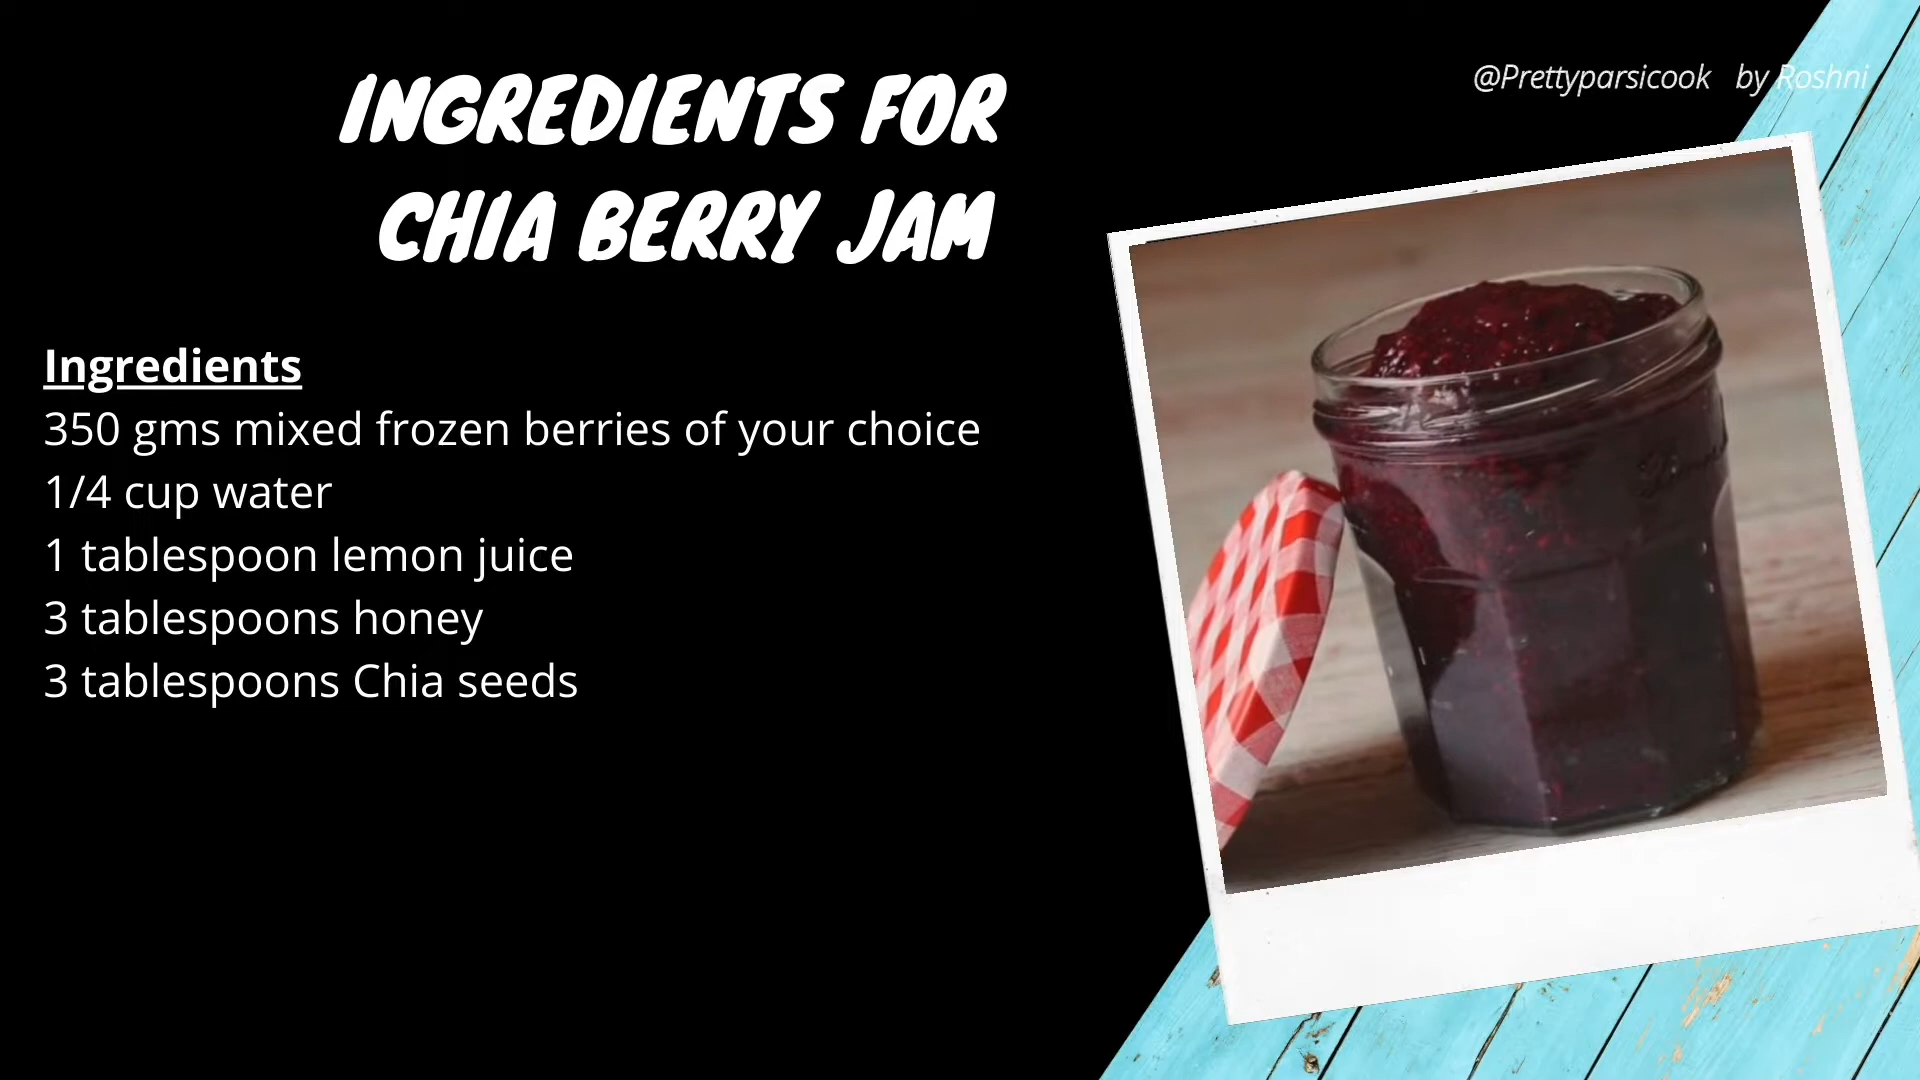 @Prettyparsicook by Roshni
INGREDIENTS FOR
CHIA BERRY JAM
Ingredients
350 gms mixed frozen berries of your choice
1/4 cup water
1 tablespoon lemon juice
3 tablespoons honey
3 tablespoons Chia seeds